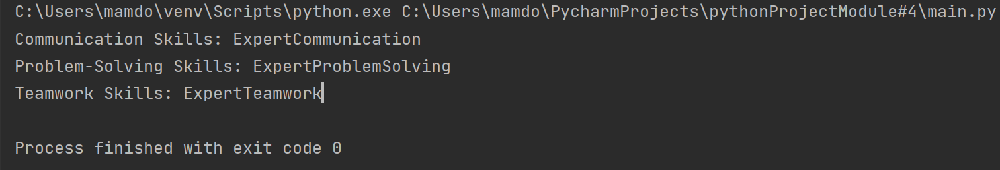 C:\Users\mamdo\venv\Scripts\python.exe C:\Users\mamdo\PycharmProjects\pythonProjectModule#4\main.py
Communication Skills: ExpertCommunication
Problem-Solving Skills: ExpertProblemSolving
Teamwork Skills: ExpertTeamwork
Process finished with exit code 0